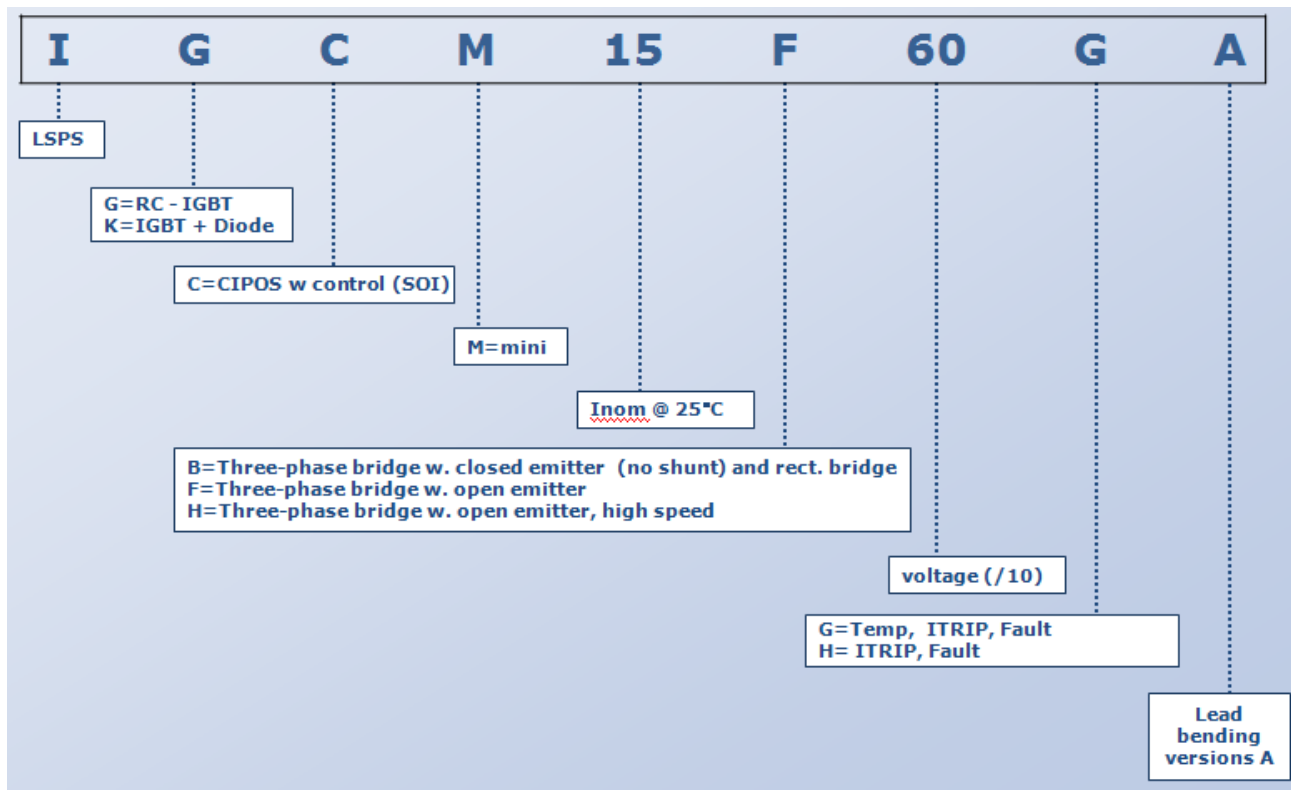 I G C M 15 F 60 G A
LSPS
G=RC - IGBT
K=IGBT + Diode
C=CIPOS w control (SOI)
M=mini
Inom @ 25°C
B=Three-phase bridge w. closed emitter (no shunt) and rect. bridge
F=Three-phase bridge w. open emitter
H=Three-phase bridge w. open emitter, high speed
voltage (/10)
G=Temp, ITRIP, Fault
H= ITRIP, Fault
Lead
bending
versions A